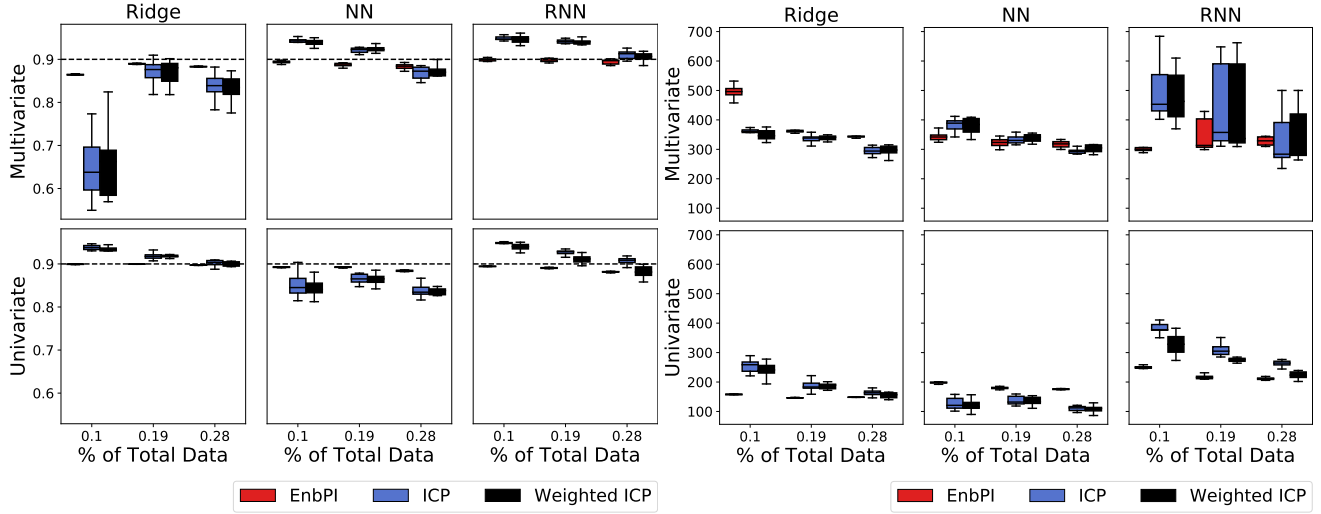 Ridge NN RNN
Multivariate
0.9
0.8
0.7
0.6
Univariate
0.9
0.8
0.7
0.6
0.1 0.19 0.28 0.1 0.19 0.28 0.1 0.19 0.28
% of Total Data % of Total Data % of Total Data
EnbPI ICP Weighted ICP
Ridge NN RNN
Multivariate
700
600
500
400
300
200
100
Univariate
700
600
500
400
300
200
100
0.1 0.19 0.28 0.1 0.19 0.28 0.1 0.19 0.28
% of Total Data % of Total Data % of Total Data
EnbPI ICP Weighted ICP